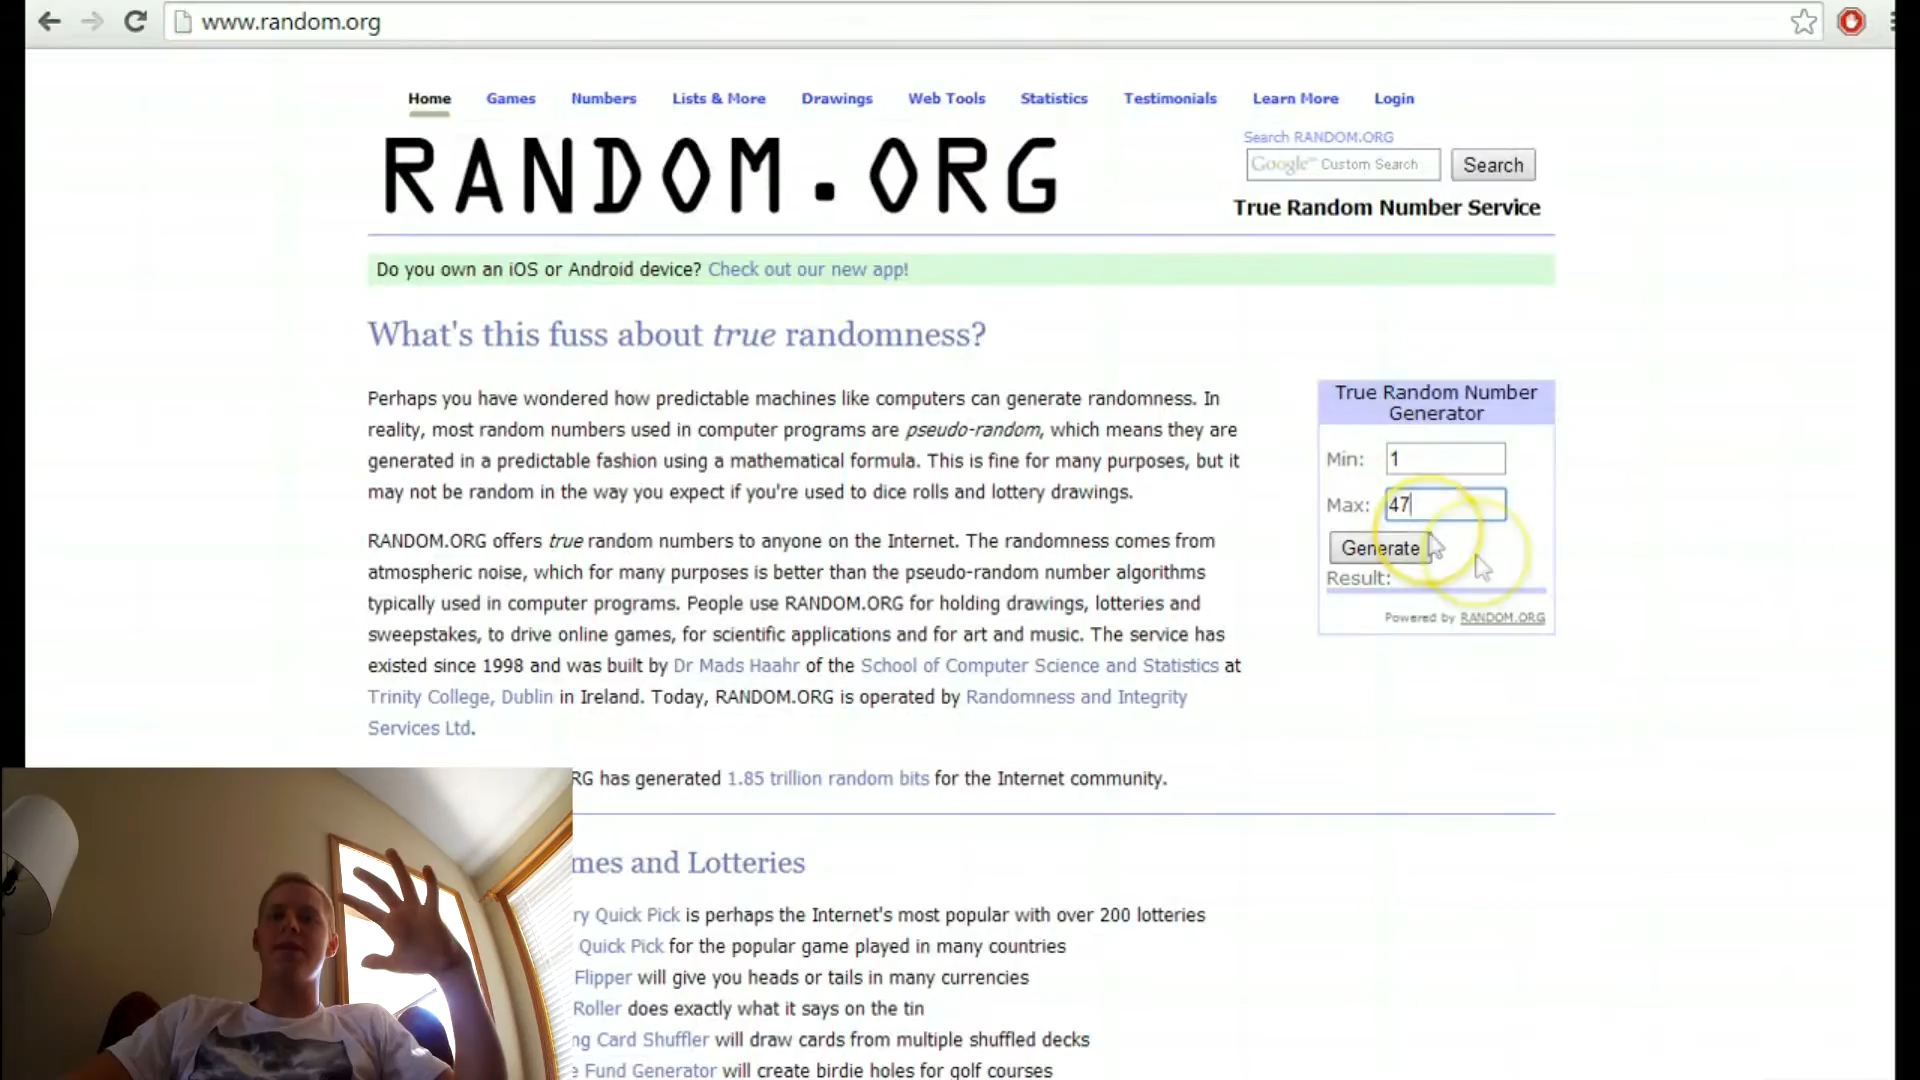 www.random.org
Home Games Numbers Lists & More Drawings Web Tools Statistics Testimonials Learn More Login
RANDOM.ORG
Search RANDOM.ORG
Google™ Custom Search Search
True Random Number Service
Do you own an iOS or Android device? Check out our new app!
What's this fuss about true randomness?
Perhaps you have wondered how predictable machines like computers can generate randomness. In
reality, most random numbers used in computer programs are pseudo-random, which means they are
generated in a predictable fashion using a mathematical formula. This is fine for many purposes, but it
may not be random in the way you expect if you're used to dice rolls and lottery drawings.
RANDOM.ORG offers true random numbers to anyone on the Internet. The randomness comes from
atmospheric noise, which for many purposes is better than the pseudo-random number algorithms
typically used in computer programs. People use RANDOM.ORG for holding drawings, lotteries and
sweepstakes, to drive online games, for scientific applications and for art and music. The service has
existed since 1998 and was built by Dr Mads Haahr of the School of Computer Science and Statistics at
Trinity College, Dublin in Ireland. Today, RANDOM.ORG is operated by Randomness and Integrity
Services Ltd.
RG has generated 1.85 trillion random bits for the Internet community.
True Random Number
Generator
Min: 1
Max: 47
Generate
Result:
Powered by RANDOM.ORG
mes and Lotteries
ry Quick Pick is perhaps the Internet's most popular with over 200 lotteries
Quick Pick for the popular game played in many countries
Flipper will give you heads or tails in many currencies
Roller does exactly what it says on the tin
ng Card Shuffler will draw cards from multiple shuffled decks
e Fund Generator will create birdie holes for golf courses